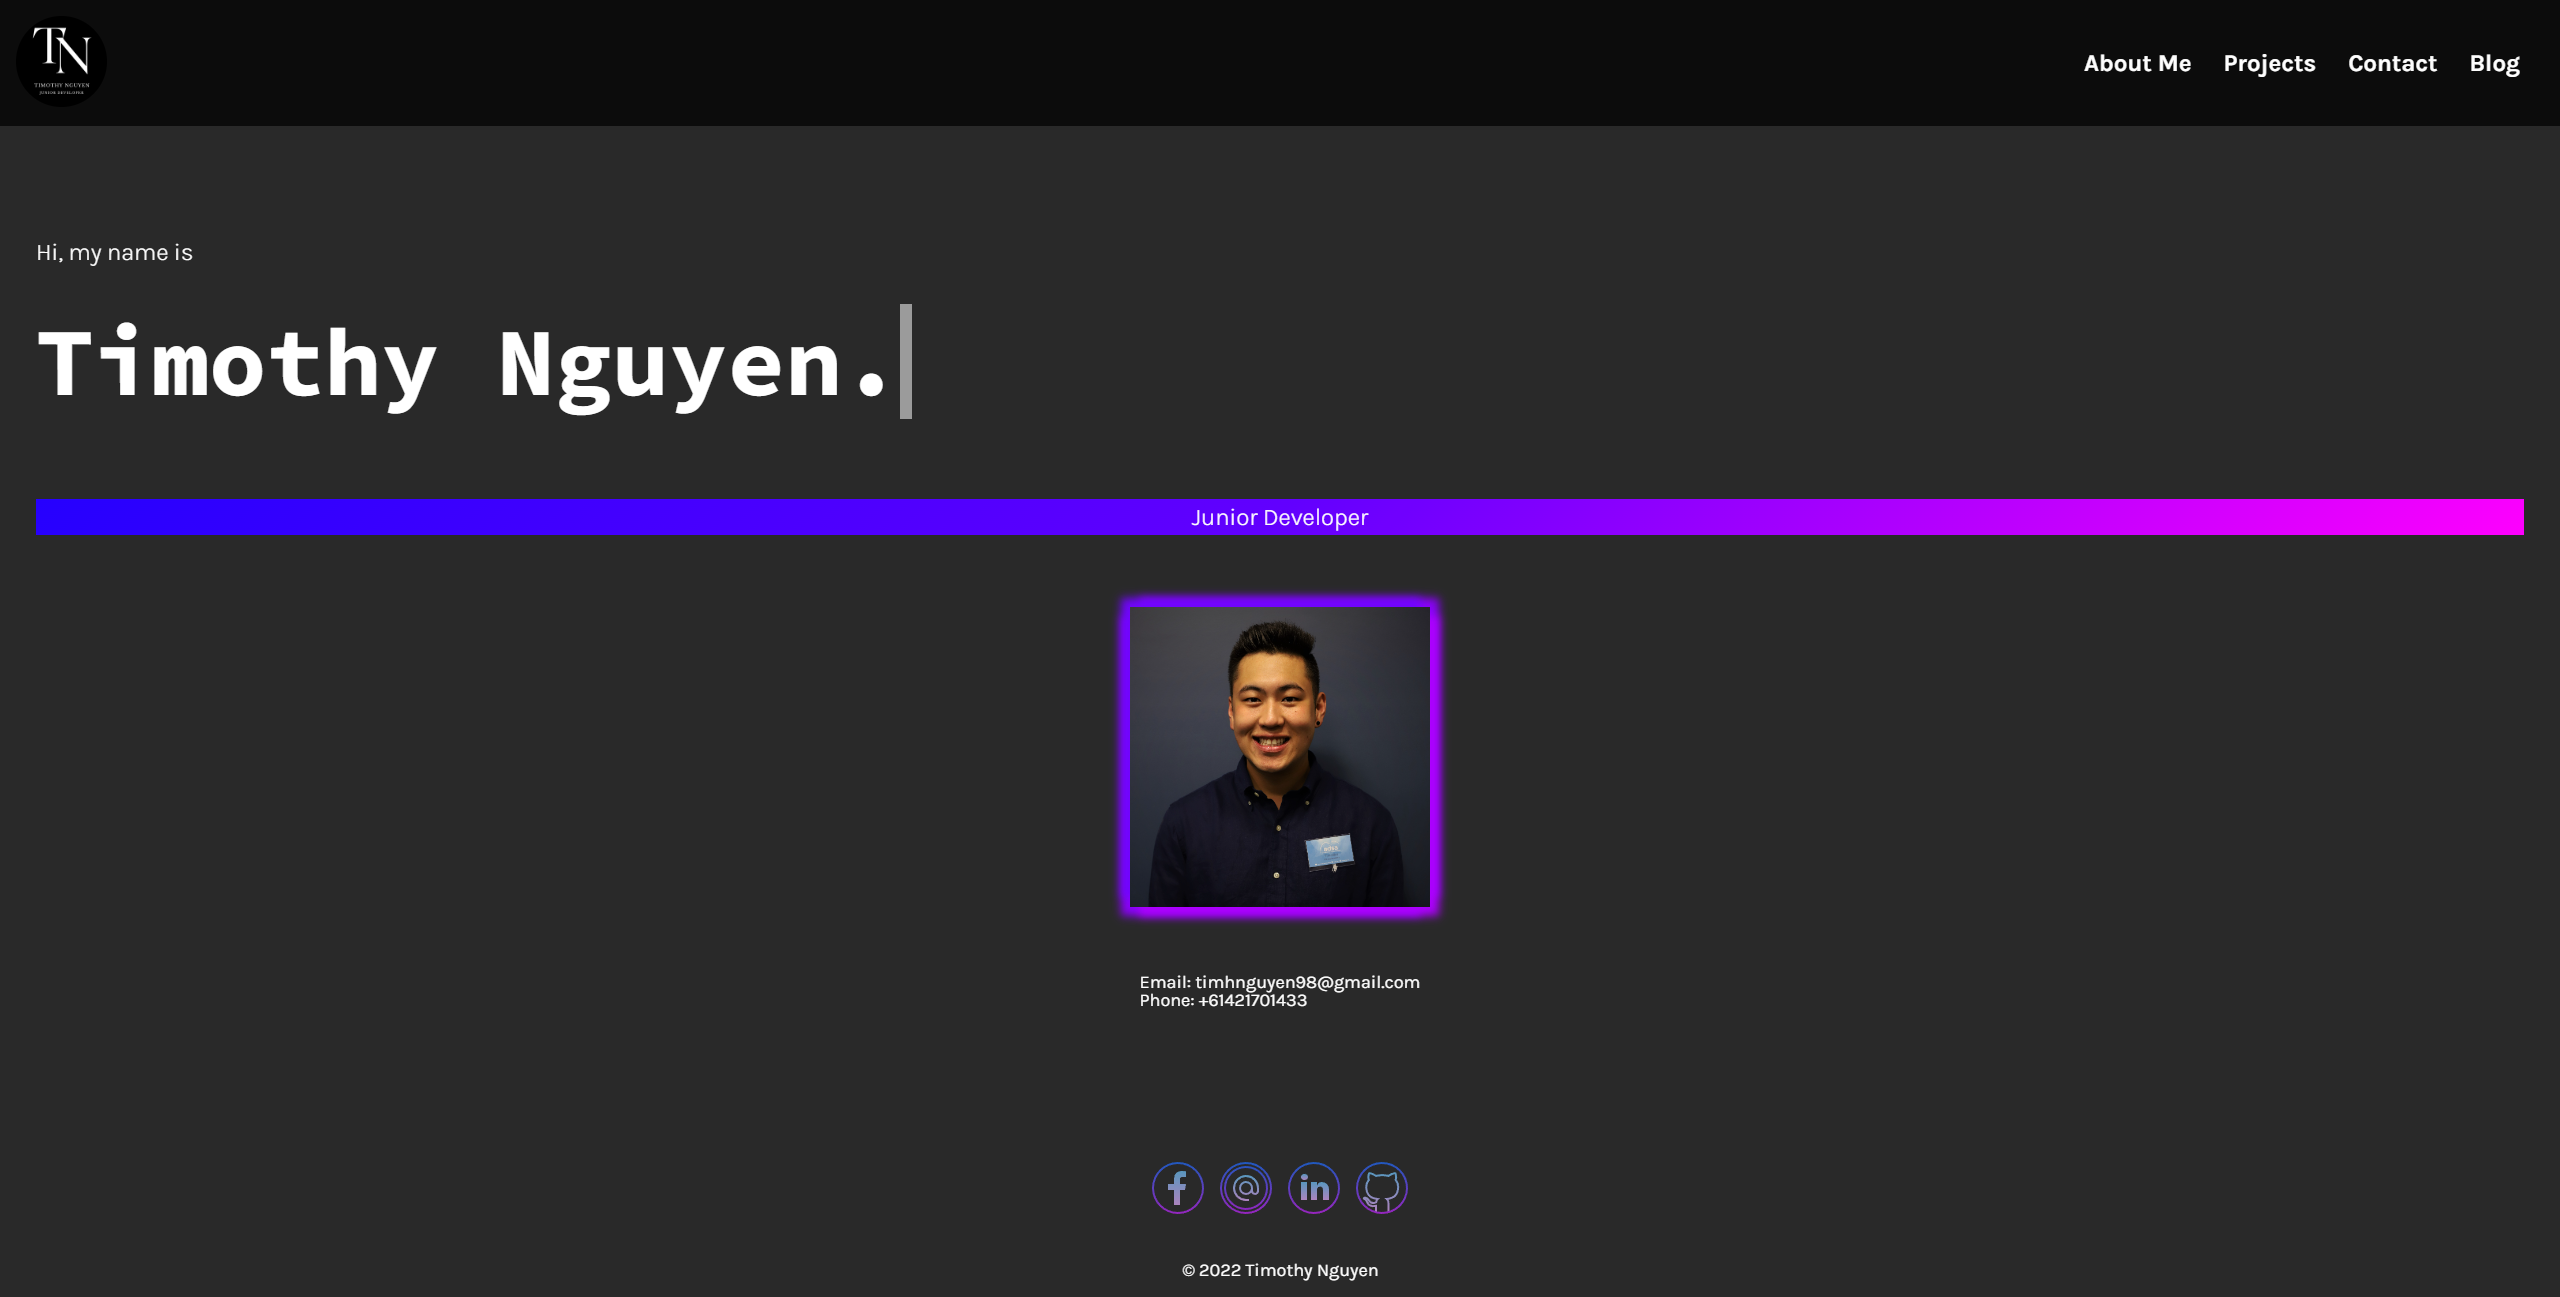 TN
TIMOTHY NGUYEN
JUNIOR DEVELOPER
About Me Projects Contact Blog
Hi, my name is
Timothy Nguyen.
Junior Developer
Email: timhnguyen98@gmail.com
Phone: +61421701433
f @ in
© 2022 Timothy Nguyen